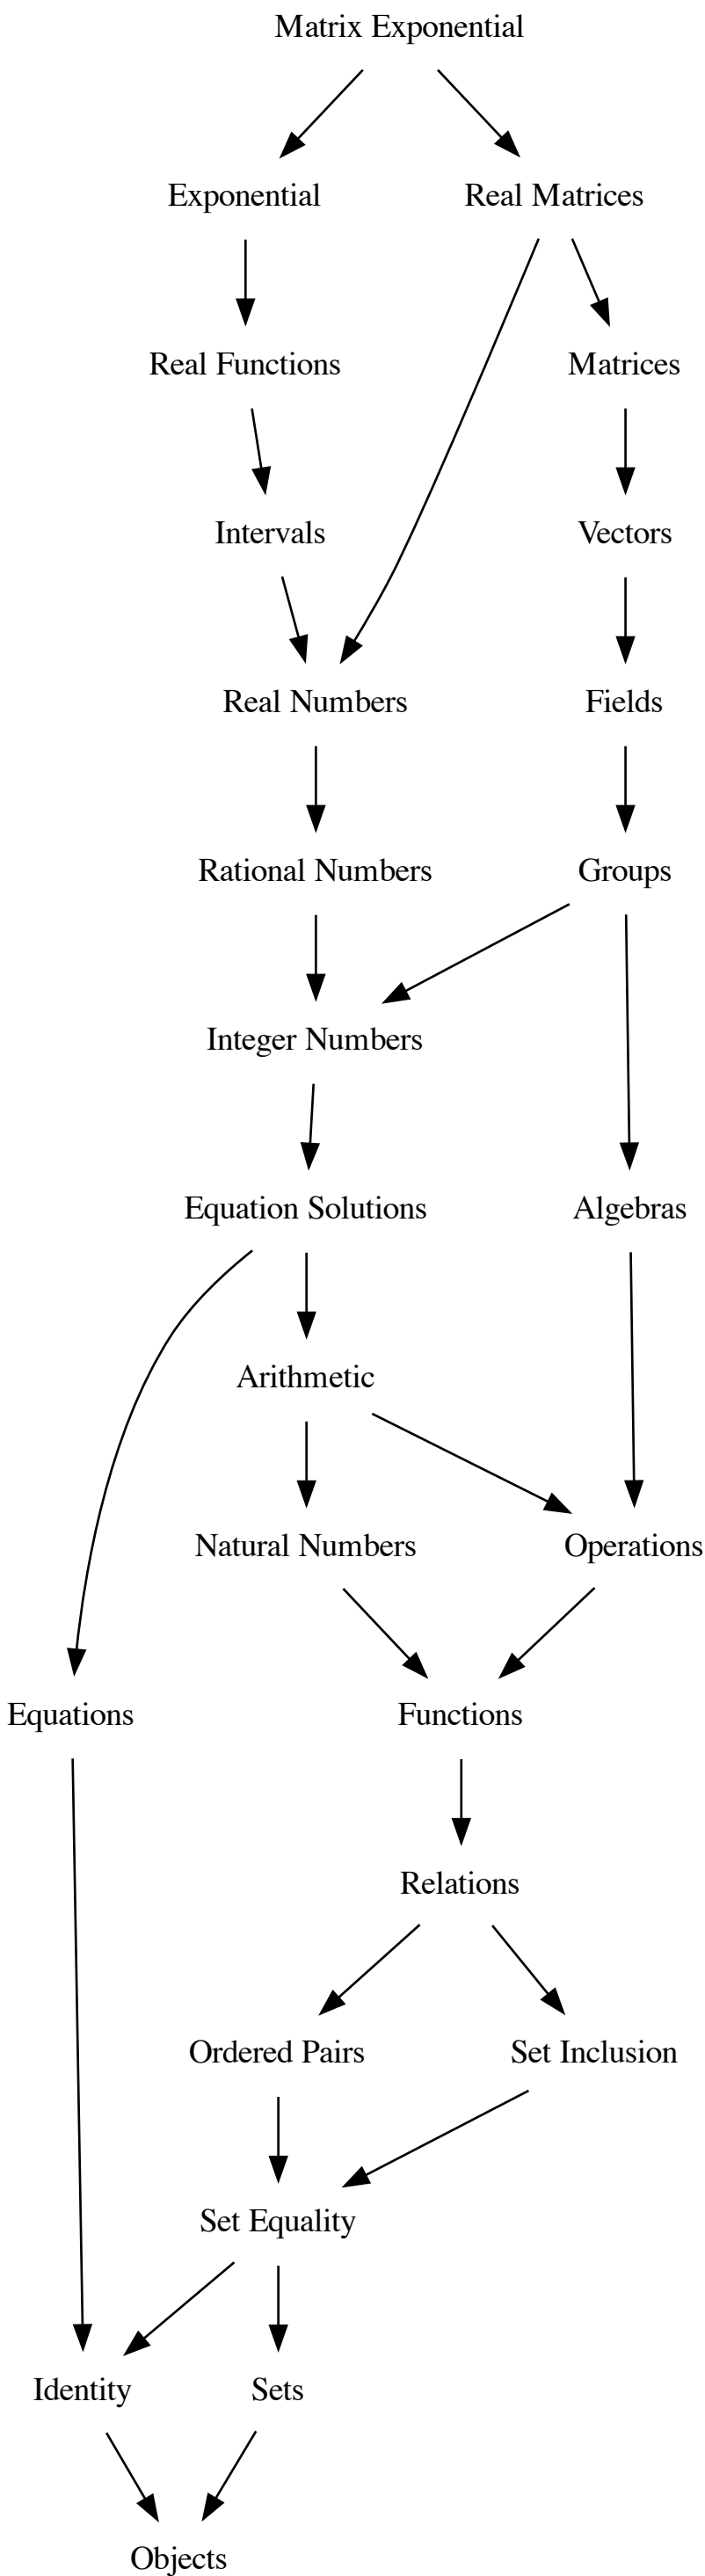 Matrix Exponential
Exponential
Real Matrices
Real Functions
Matrices
Intervals
Vectors
Real Numbers
Fields
Rational Numbers
Groups
Integer Numbers
Equation Solutions
Algebras
Arithmetic
Natural Numbers
Operations
Equations
Functions
Relations
Ordered Pairs
Set Inclusion
Set Equality
Identity
Sets
Objects